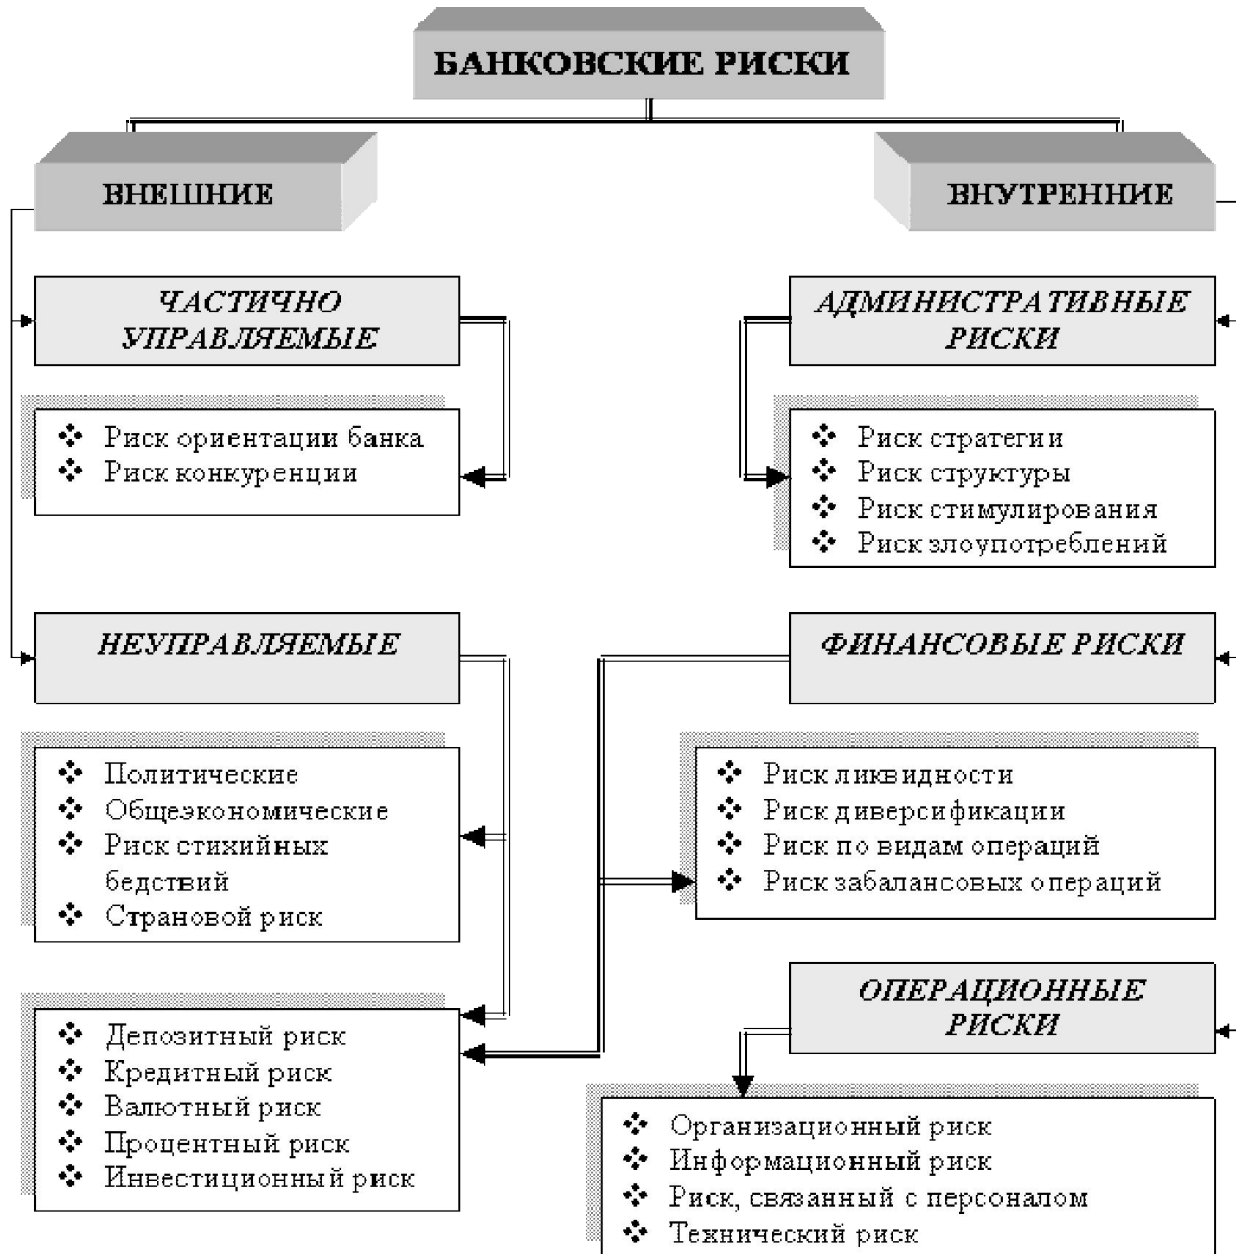 БАНКОВСКИЕ РИСКИ
ВНЕШНИЕ
ВНУТРЕННИЕ
ЧАСТИЧНО
УПРАВЛЯЕМЫЕ
Риск ориентации банка
Риск конкуренции
АДМИНИСТРАТИВНЫЕ
РИСКИ
Риск стратегии
Риск структуры
Риск стимулирования
Риск злоупотреблений
НЕУПРАВЛЯЕМЫЕ
Политические
Общеэкономические
Риск стихийных
бедствий
Страновой риск
ФИНАНСОВЫЕ РИСКИ
Риск ликвидности
Риск диверсификации
Риск по видам операций
Риск забалансовых операций
Депозитный риск
Кредитный риск
Валютный риск
Процентный риск
Инвестиционный риск
ОПЕРАЦИОННЫЕ
РИСКИ
Организационный риск
Информационный риск
Риск, связанный с персоналом
Технический риск